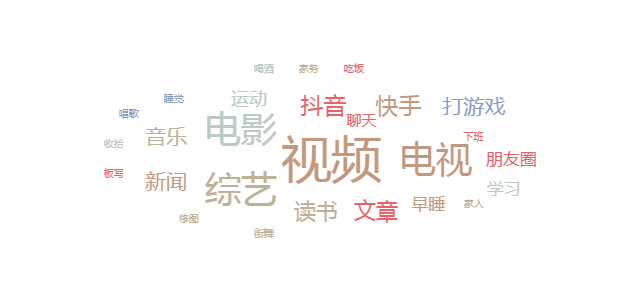 喝酒
家务
吃饭
睡觉
运动
抖音
快手
打游戏
唱歌
电影
聊天
音乐
下班
收拾
视频
电视
朋友圈
板写
新闻
综艺
学习
读书
文章
早睡
家人
修图
街舞